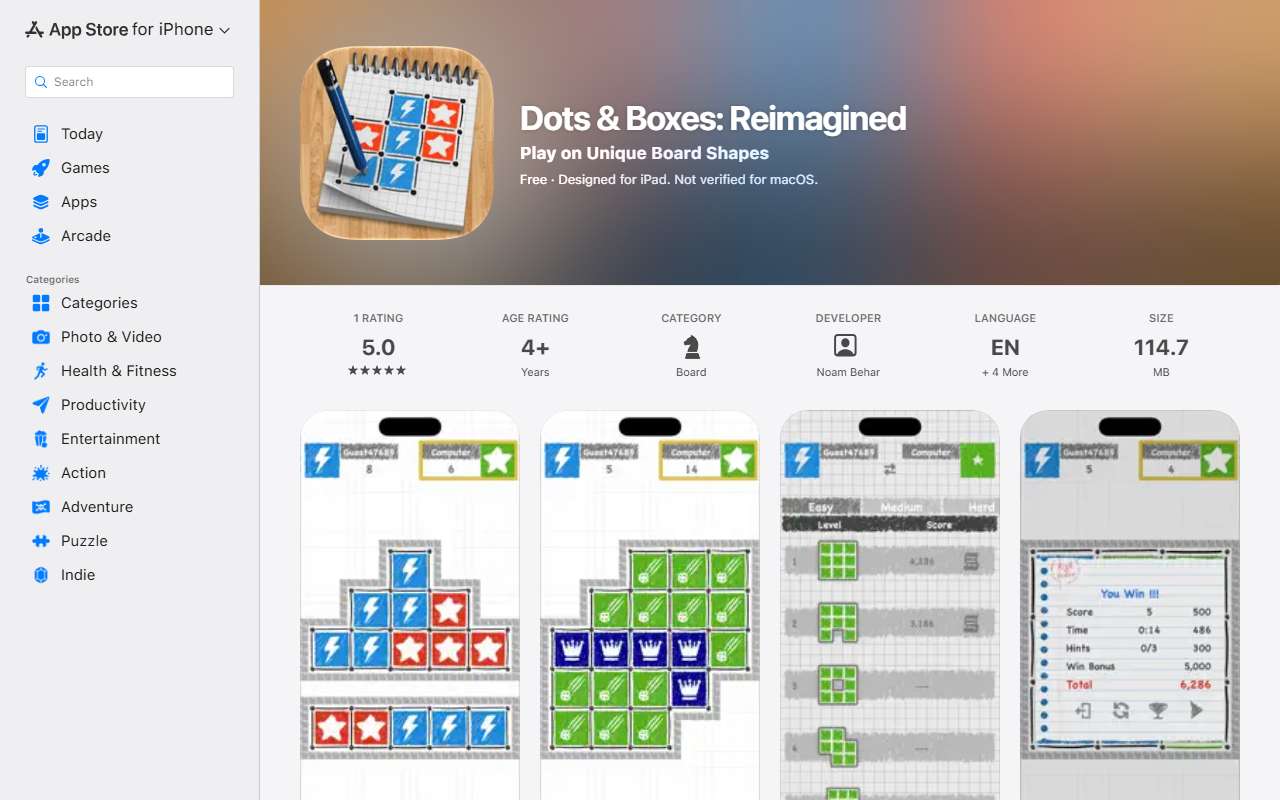 App Store for iPhone
Search
Today
Games
Apps
Arcade
Categories
Categories
Photo & Video
Health & Fitness
Productivity
Entertainment
Action
Adventure
Puzzle
Indie
Dots & Boxes: Reimagined
Play on Unique Board Shapes
Free · Designed for iPad. Not verified for macOS.
1 RATING
5.0
★★★★★
AGE RATING
4+
Years
CATEGORY
Board
DEVELOPER
Noam Behar
LANGUAGE
EN
+ 4 More
SIZE
114.7
MB
Guest47689
8
Computer
6
Guest47689
5
Computer
14
Guest47689
Computer
Easy Medium Hard
Level Score
1 4,186
2 3,186
3 ---
4 ---
Guest47689
5
Computer
4
You Win !!!
Score 5 500
Time 0:14 486
Hints 0/3 300
Win Bonus 5,000
Total 6,286